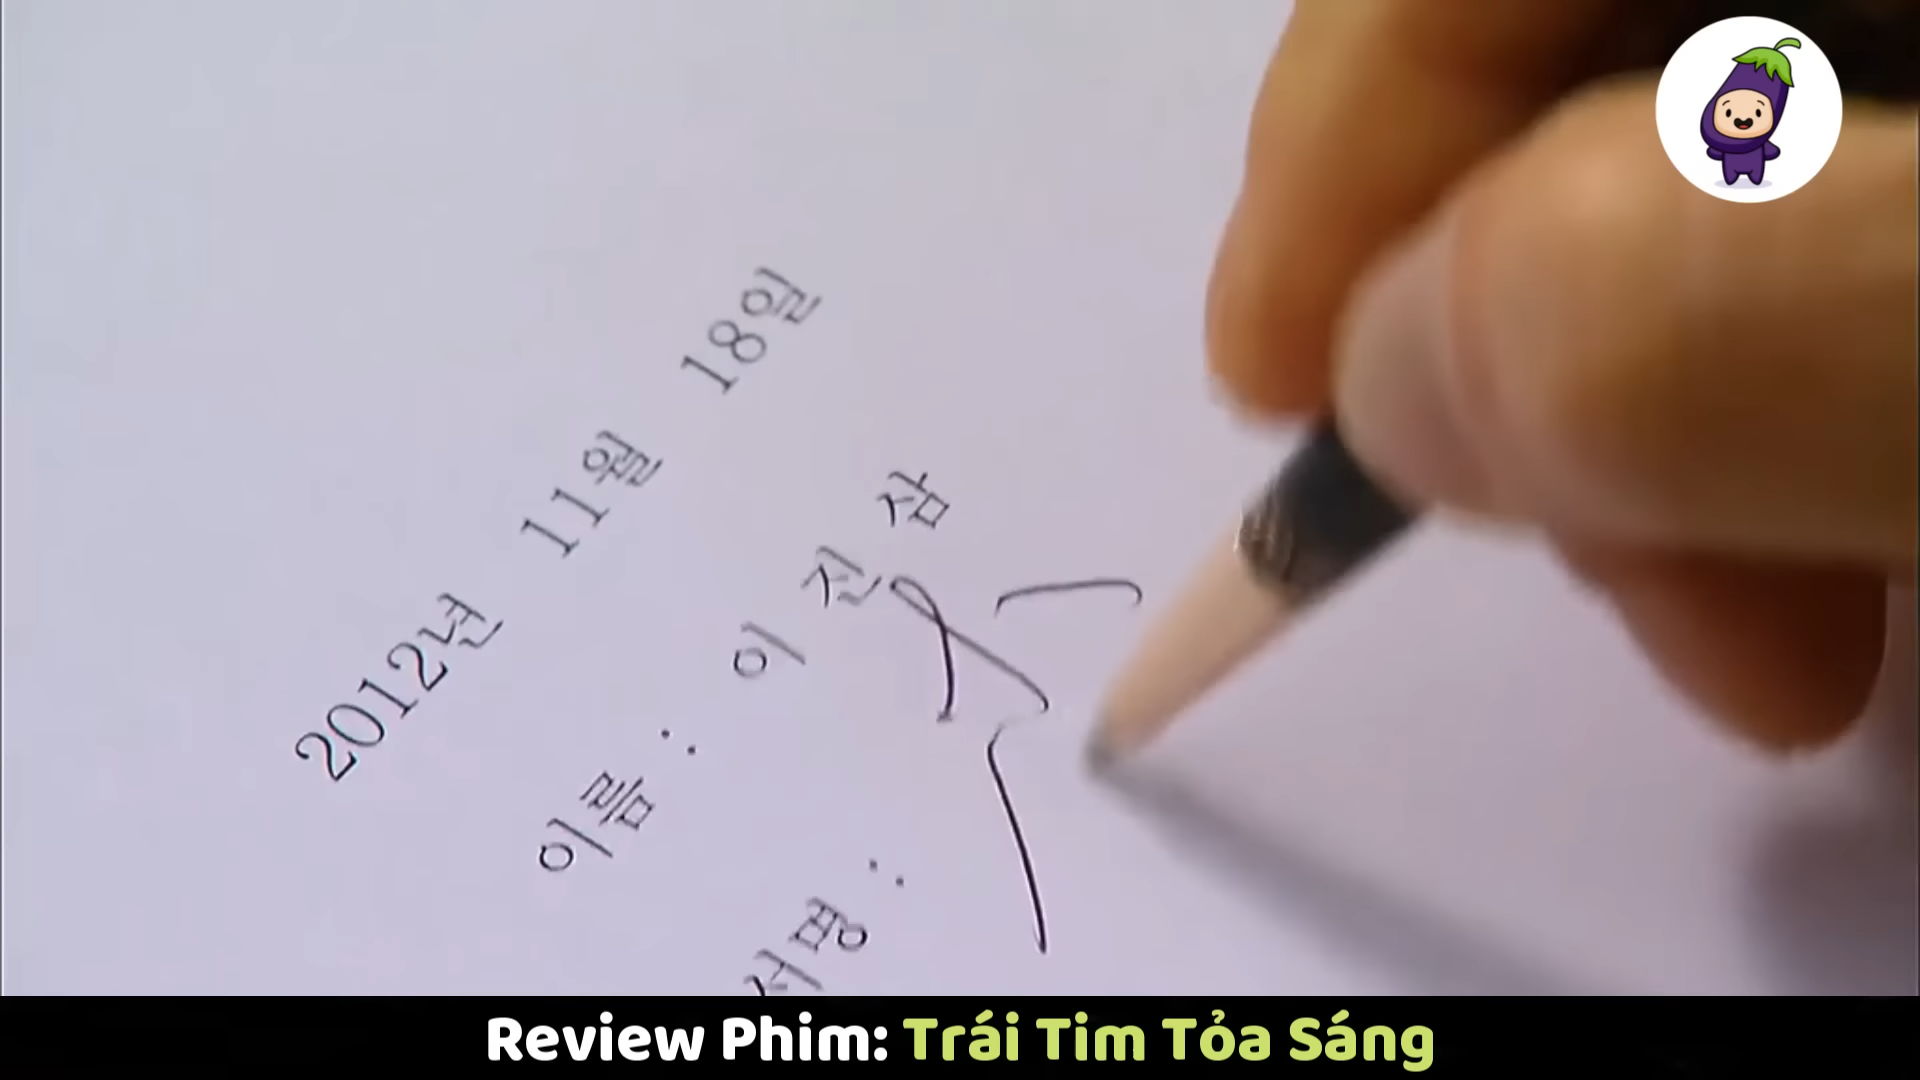 2012년 11월 18일
이름 : 이 진 삼
서명 :
Review Phim: Trái Tim Tỏa Sáng